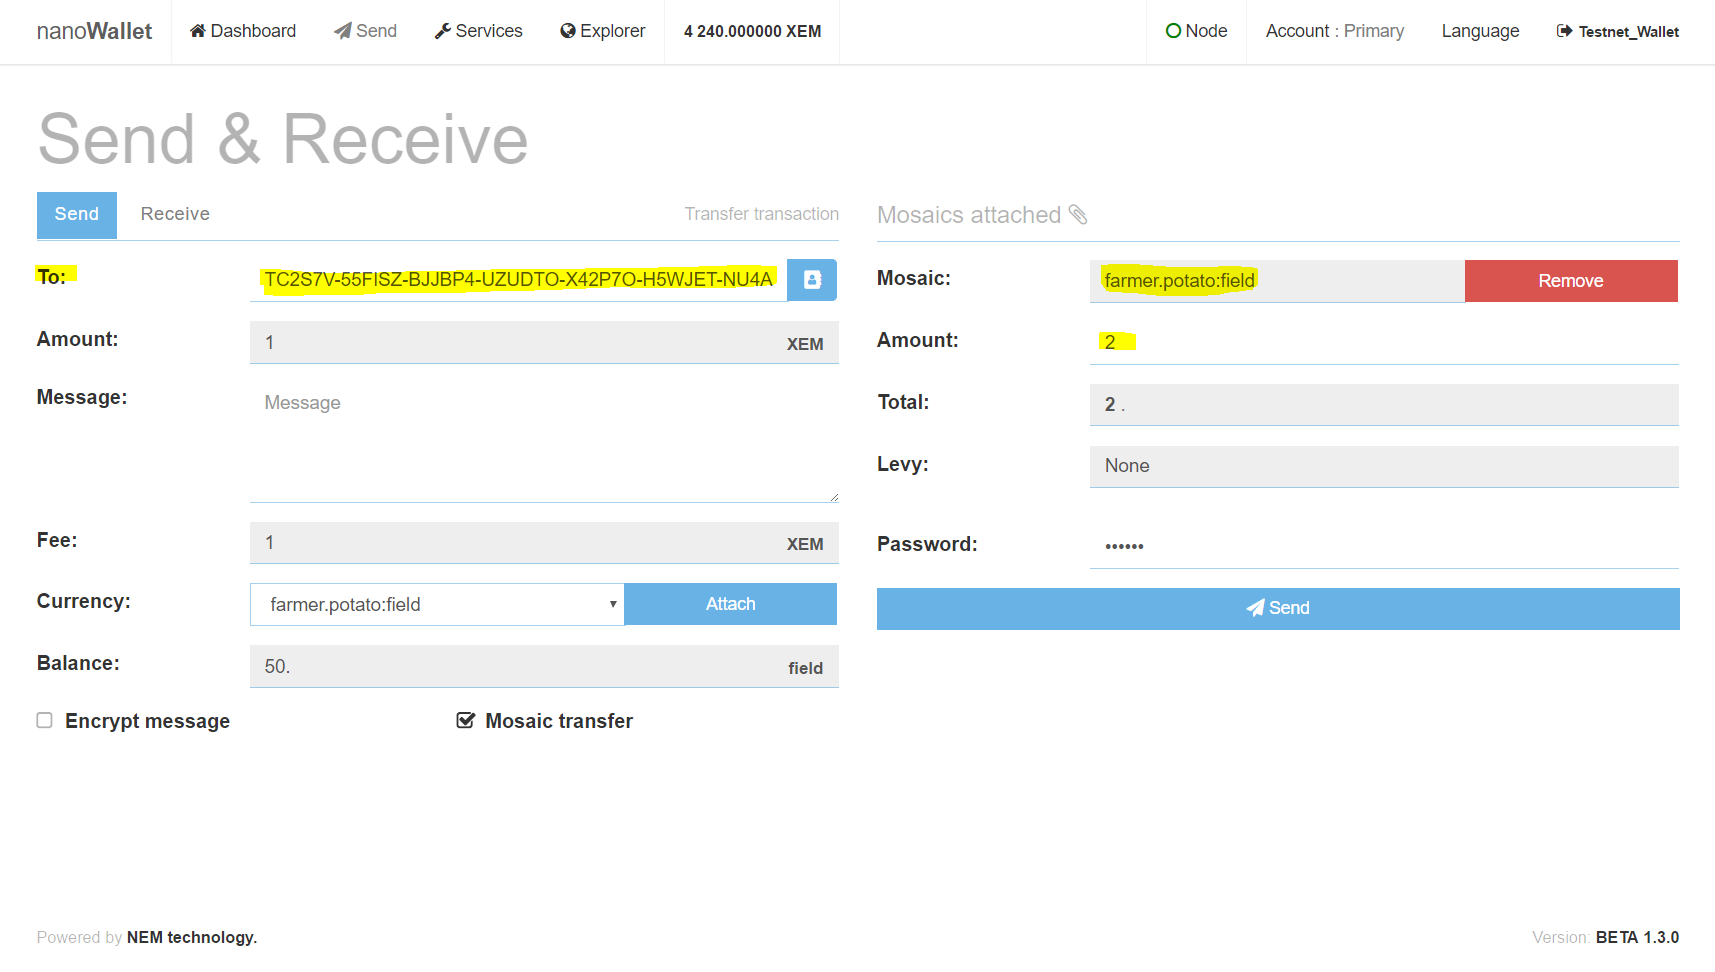 nanoWallet Dashboard Send Services Explorer 4 240.000000 XEM Node Account : Primary Language Testnet_Wallet
Send & Receive
Send Receive Transfer transaction
To: TC2S7V-55FISZ-BJJBP4-UZUDTO-X42P7O-H5WJET-NU4A
Amount: 1 XEM
Message: Message
Fee: 1 XEM
Currency: farmer.potato:field Attach
Balance: 50. field
Encrypt message Mosaic transfer
Mosaics attached
Mosaic: farmer.potato:field Remove
Amount: 2
Total: 2 .
Levy: None
Password: ••••••
Send
Powered by NEM technology. Version: BETA 1.3.0